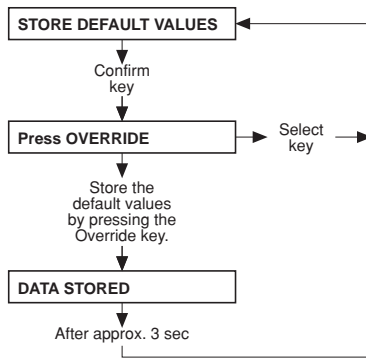 STORE DEFAULT VALUES
Confirm
key
Press OVERRIDE
Select
key
Store the
default values
by pressing the
Override key.
DATA STORED
After approx. 3 sec